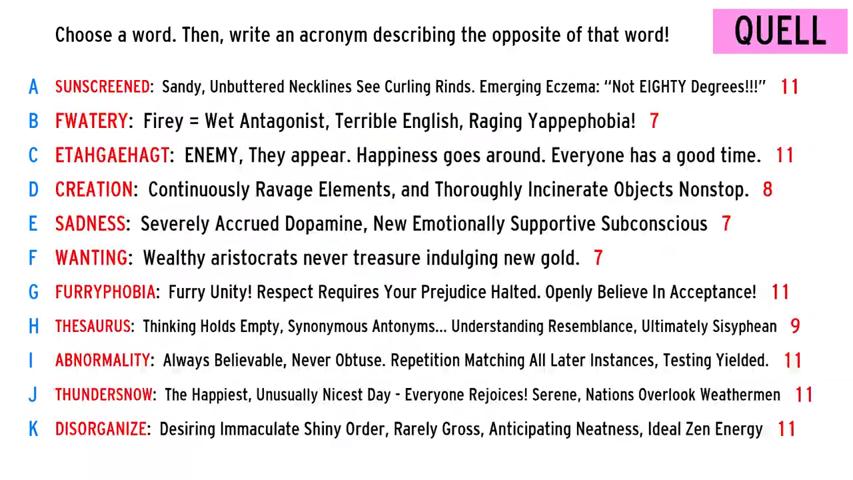 Choose a word. Then, write an acronym describing the opposite of that word!
QUELL
A SUNSCREENED: Sandy, Unbuttered Necklines See Curling Rinds. Emerging Eczema: “Not EIGHTY Degrees!!!” 11
B FWATERY: Firey = Wet Antagonist, Terrible English, Raging Yappephobia! 7
C ETAHGAEHAGT: ENEMY, They appear. Happiness goes around. Everyone has a good time. 11
D CREATION: Continuously Ravage Elements, and Thoroughly Incinerate Objects Nonstop. 8
E SADNESS: Severely Accrued Dopamine, New Emotionally Supportive Subconscious 7
F WANTING: Wealthy aristocrats never treasure indulging new gold. 7
G FURRYPHOBIA: Furry Unity! Respect Requires Your Prejudice Halted. Openly Believe In Acceptance! 11
H THESAURUS: Thinking Holds Empty, Synonymous Antonyms... Understanding Resemblance, Ultimately Sisyphean 9
I ABNORMALITY: Always Believable, Never Obtuse. Repetition Matching All Later Instances, Testing Yielded. 11
J THUNDERSNOW: The Happiest, Unusually Nicest Day - Everyone Rejoices! Serene, Nations Overlook Weathermen 11
K DISORGANIZE: Desiring Immaculate Shiny Order, Rarely Gross, Anticipating Neatness, Ideal Zen Energy 11